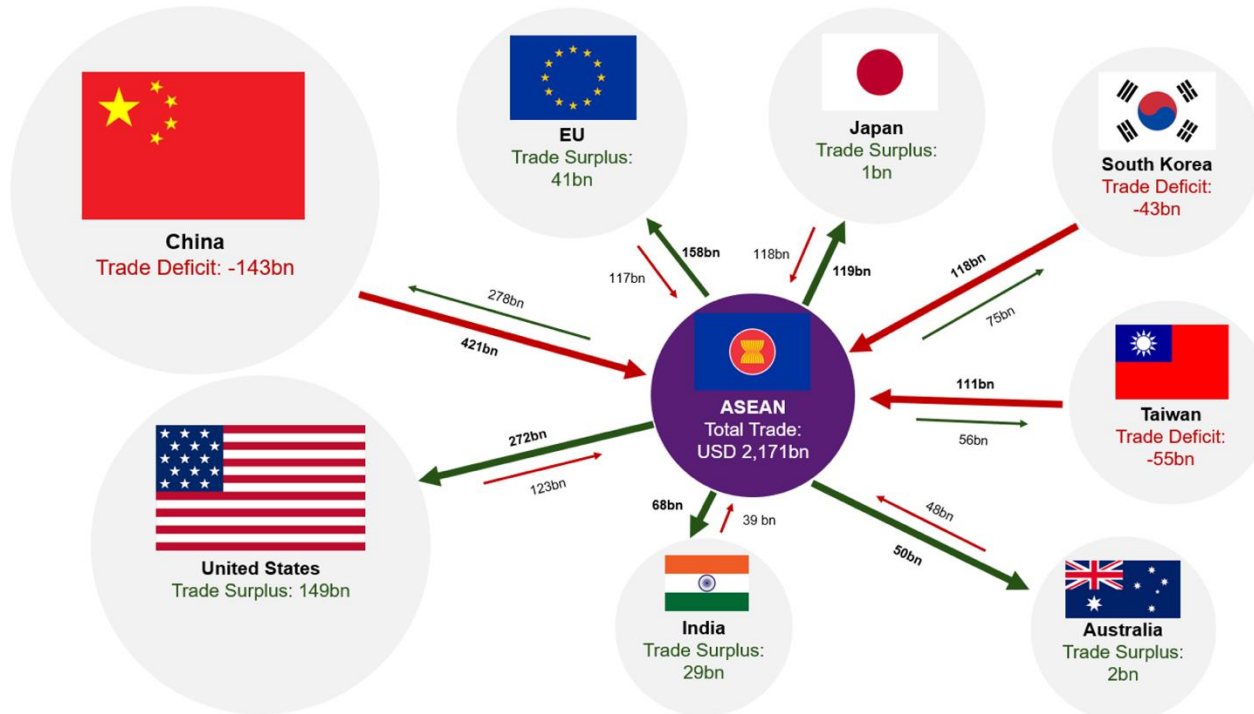 China
Trade Deficit: -143bn
EU
Trade Surplus:
41bn
Japan
Trade Surplus:
1bn
South Korea
Trade Deficit:
-43bn
278bn
421bn
117bn
158bn
118bn
119bn
118bn
75bn
ASEAN
Total Trade:
USD 2,171bn
111bn
56bn
Taiwan
Trade Deficit:
-55bn
272bn
123bn
United States
Trade Surplus: 149bn
68bn
39 bn
India
Trade Surplus:
29bn
48bn
50bn
Australia
Trade Surplus:
2bn